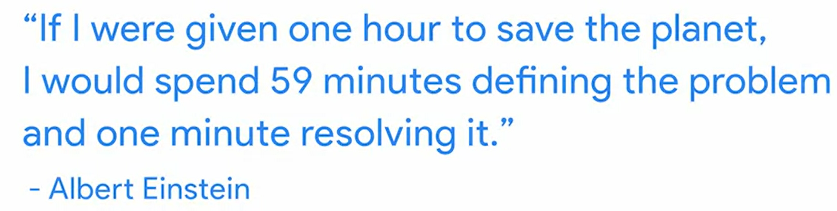 “If I were given one hour to save the planet,
I would spend 59 minutes defining the problem
and one minute resolving it.”
- Albert Einstein